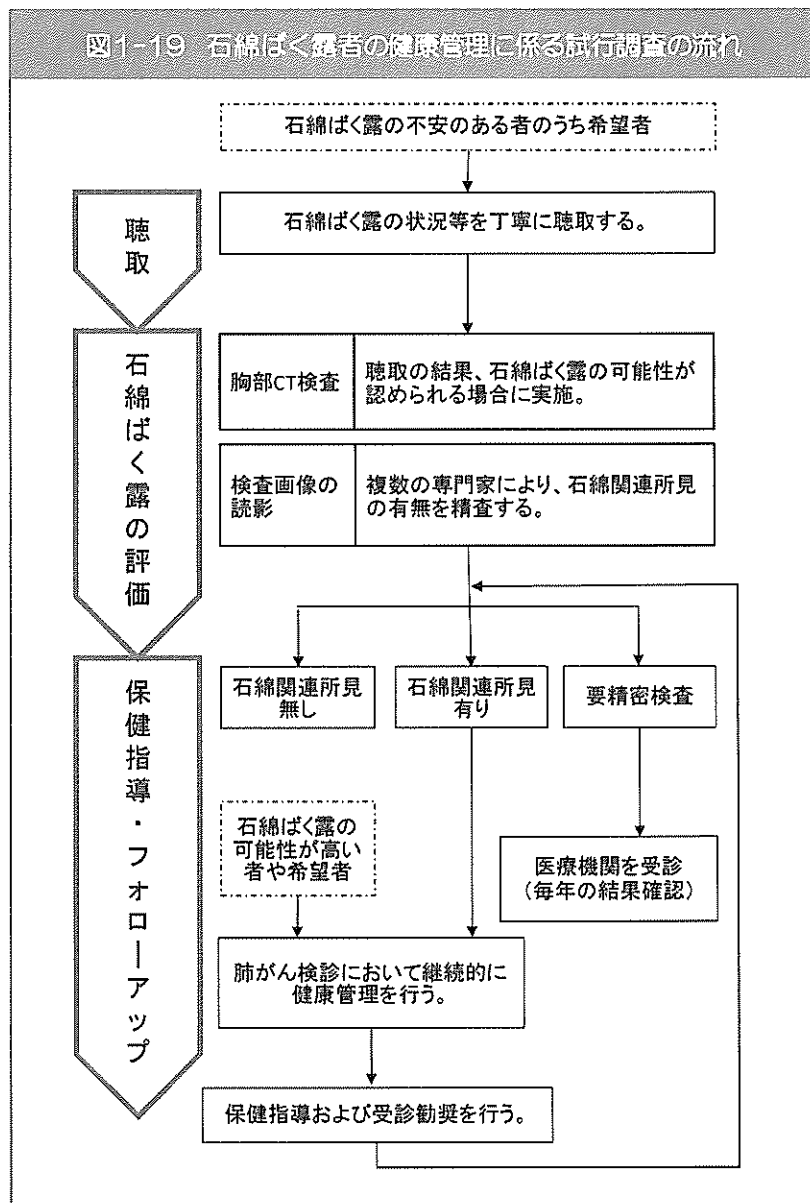 図1-19 石綿ばく露者の健康管理に係る試行調査の流れ
石綿ばく露の不安のある者のうち希望者
聴取
石綿ばく露の状況等を丁寧に聴取する。
石綿ばく露の評価
胸部CT検査
聴取の結果、石綿ばく露の可能性が
認められる場合に実施。
検査画像の
読影
複数の専門家により、石綿関連所見
の有無を精査する。
保健指導・フォローアップ
石綿関連所見
無し
石綿関連所見
有り
要精密検査
石綿ばく露の
可能性が高い
者や希望者
医療機関を受診
(毎年の結果確認)
肺がん検診において継続的に
健康管理を行う。
保健指導および受診勧奨を行う。